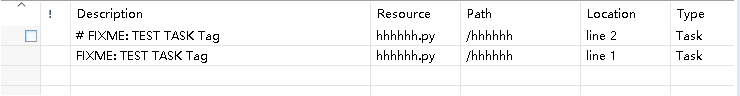 ! Description Resource Path Location Type
# FIXME: TEST TASK Tag hhhhhh.py /hhhhhh line 2 Task
FIXME: TEST TASK Tag hhhhhh.py /hhhhhh line 1 Task